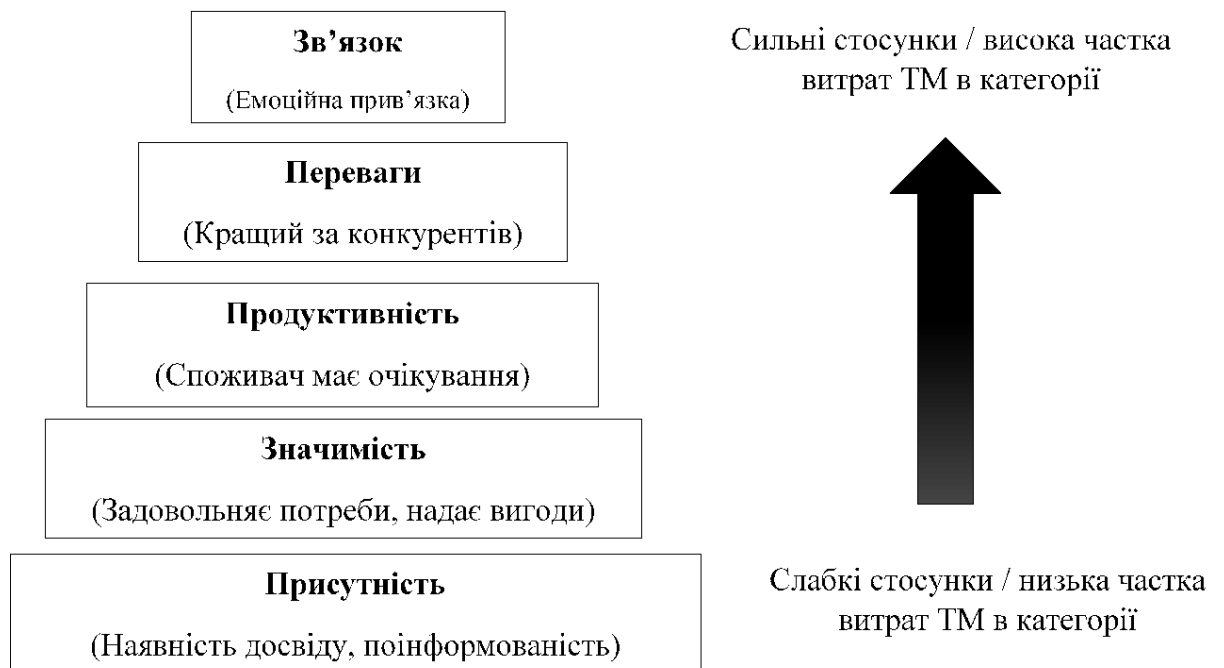 Зв’язок
(Емоційна прив’язка)
Переваги
(Кращий за конкурентів)
Продуктивність
(Споживач має очікування)
Значимість
(Задовольняє потреби, надає вигоди)
Присутність
(Наявність досвіду, поінформованість)
Сильні стосунки / висока частка
витрат ТМ в категорії
Слабкі стосунки / низька частка
витрат ТМ в категорії